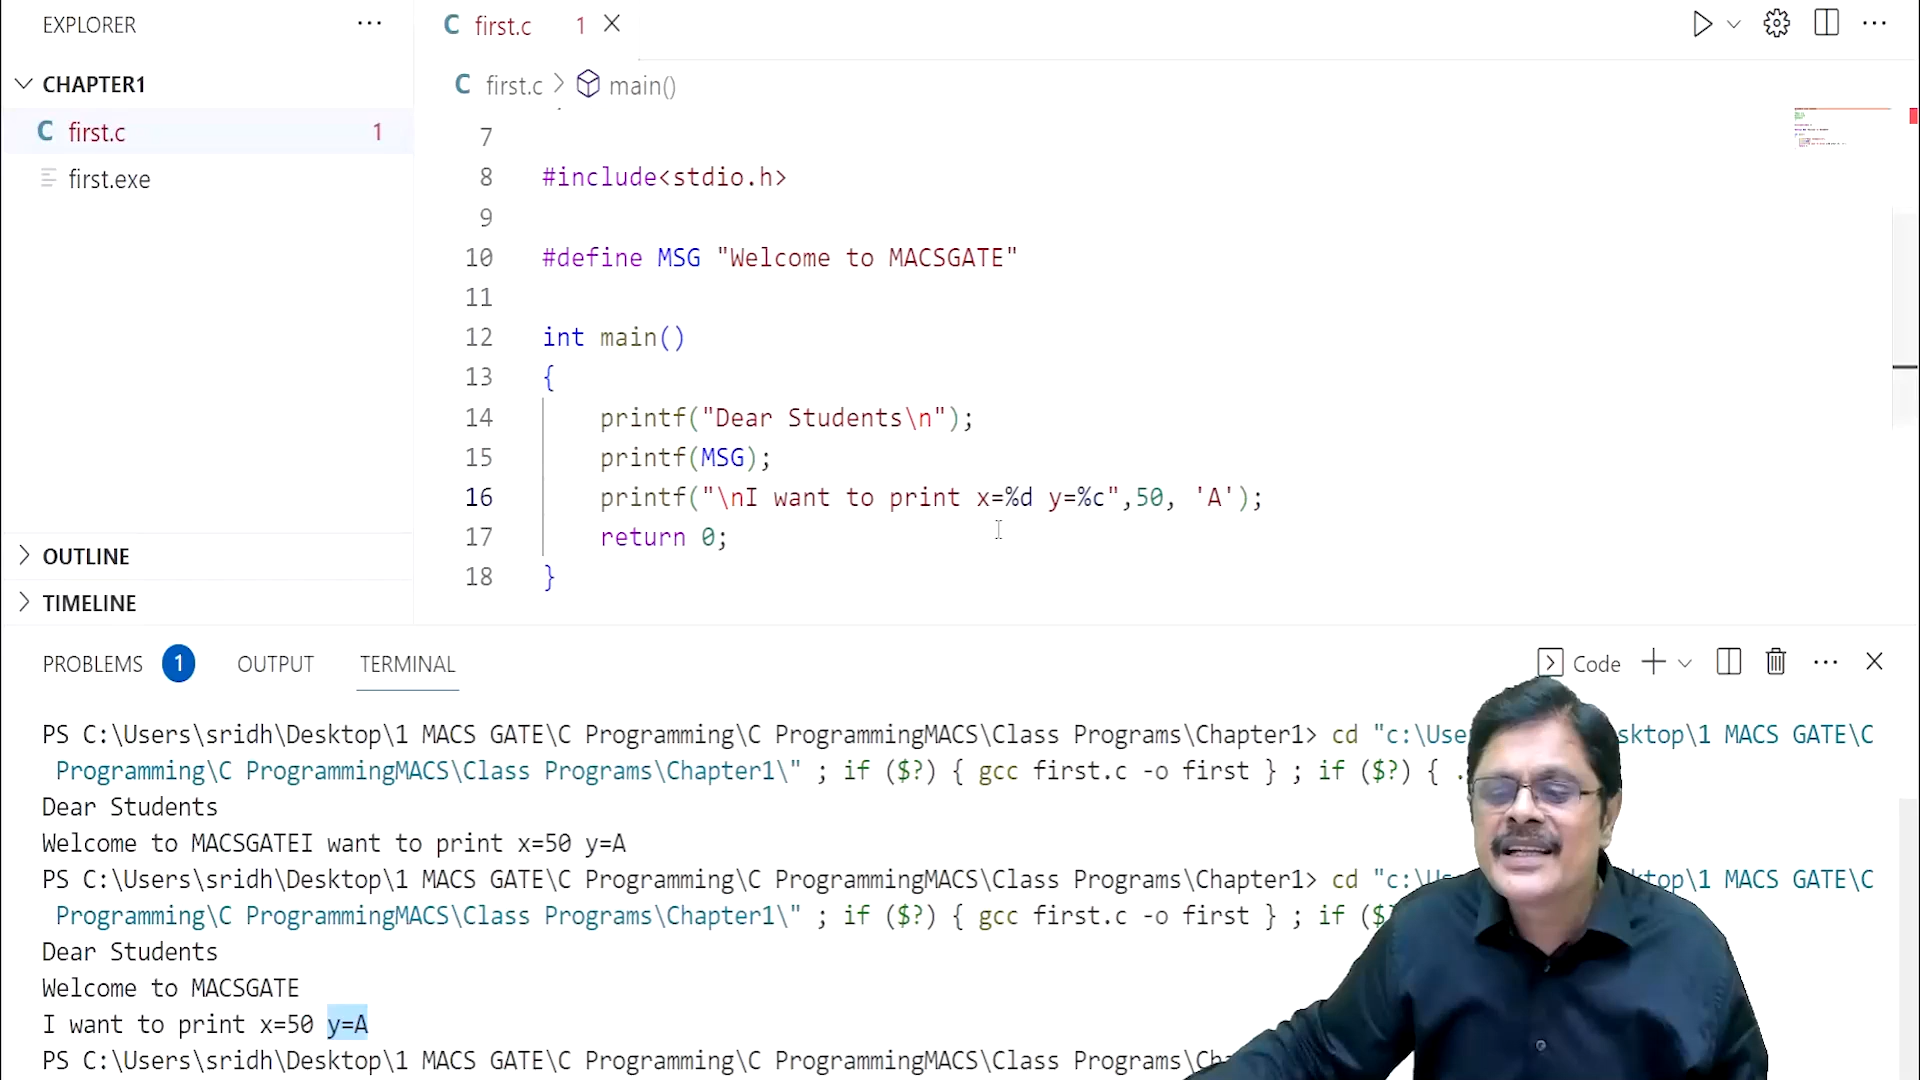 EXPLORER
CHAPTER1
C first.c 1
first.exe
OUTLINE
TIMELINE
C first.c 1
C first.c > main()
7
8 #include<stdio.h>
9
10 #define MSG "Welcome to MACSGATE"
11
12 int main()
13 {
14 printf("Dear Students\n");
15 printf(MSG);
16 printf("\nI want to print x=%d y=%c",50, 'A');
17 return 0;
18 }
PROBLEMS 1 OUTPUT TERMINAL Code
PS C:\Users\sridh\Desktop\1 MACS GATE\C Programming\C ProgrammingMACS\Class Programs\Chapter1> cd "c:\Use sktop\1 MACS GATE\C
Programming\C ProgrammingMACS\Class Programs\Chapter1\" ; if ($?) { gcc first.c -o first } ; if ($?) { .
Dear Students
Welcome to MACSGATEI want to print x=50 y=A
PS C:\Users\sridh\Desktop\1 MACS GATE\C Programming\C ProgrammingMACS\Class Programs\Chapter1> cd "c:\Us ktop\1 MACS GATE\C
Programming\C ProgrammingMACS\Class Programs\Chapter1\" ; if ($?) { gcc first.c -o first } ; if ($
Dear Students
Welcome to MACSGATE
I want to print x=50 y=A
PS C:\Users\sridh\Desktop\1 MACS GATE\C Programming\C ProgrammingMACS\Class Programs\Ch